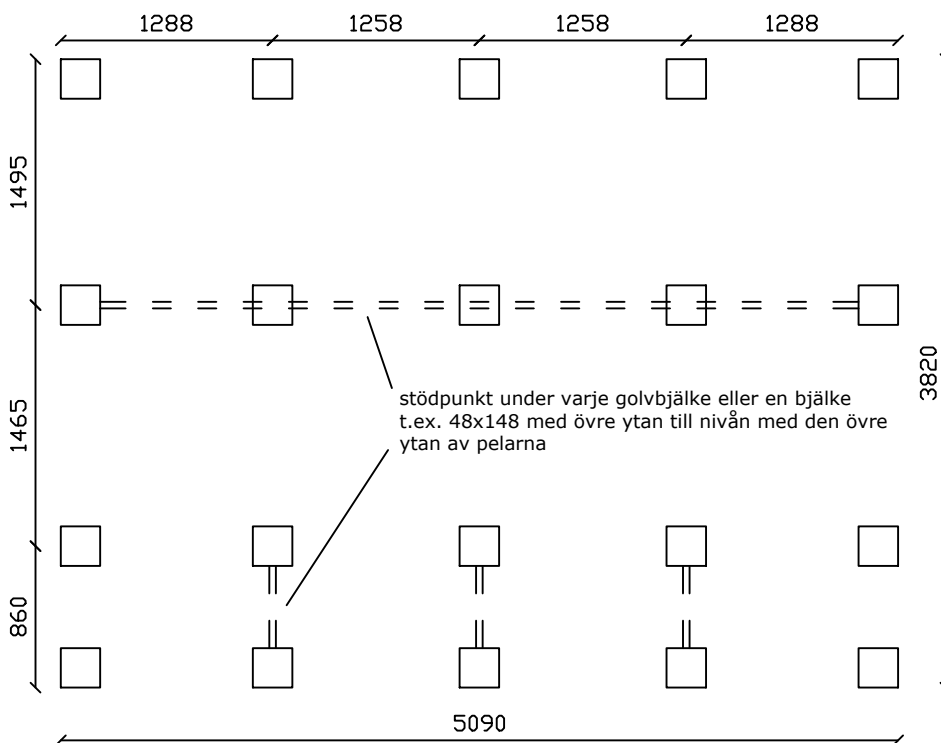 1288 1258 1258 1288
1495
1465
3820
stödpunkt under varje golvbjälke eller en bjälke
t.ex. 48x148 med övre ytan till nivån med den övre
ytan av pelarna
860
5090